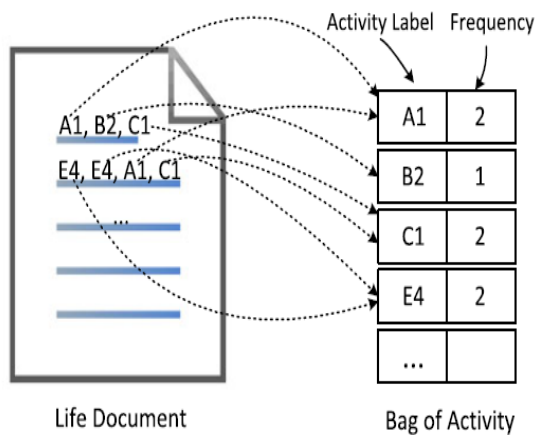 Activity Label Frequency
A1, B2, C1
E4, E4, A1, C1
...
A1 2
B2 1
C1 2
E4 2
...
Life Document
Bag of Activity